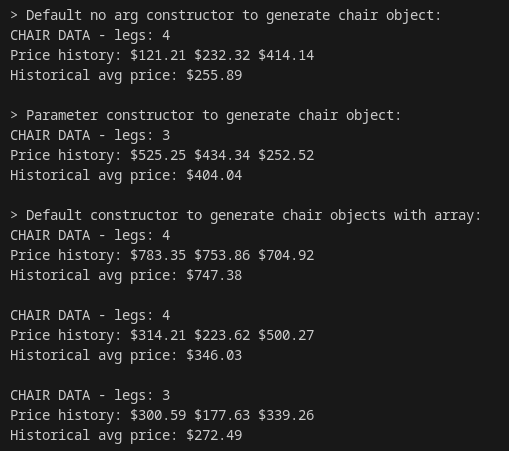 > Default no arg constructor to generate chair object:
CHAIR DATA - legs: 4
Price history: $121.21 $232.32 $414.14
Historical avg price: $255.89
> Parameter constructor to generate chair object:
CHAIR DATA - legs: 3
Price history: $525.25 $434.34 $252.52
Historical avg price: $404.04
> Default constructor to generate chair objects with array:
CHAIR DATA - legs: 4
Price history: $783.35 $753.86 $704.92
Historical avg price: $747.38
CHAIR DATA - legs: 4
Price history: $314.21 $223.62 $500.27
Historical avg price: $346.03
CHAIR DATA - legs: 3
Price history: $300.59 $177.63 $339.26
Historical avg price: $272.49